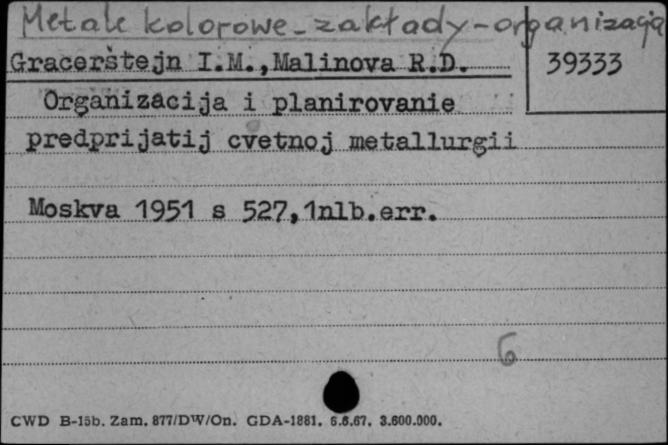 Metale kolorowe - zakłady - organizacja
Gracerštejn I.M.,Malinova R.D.
39333
Organizacija i planirovanie
predprijatij cvetnoj metallurgii
Moskva 1951 s 527,1nlb.err.
6
CWD B-15b. Zam. 877/DW/On. GDA-1881. 6.6.67. 3.600.000.